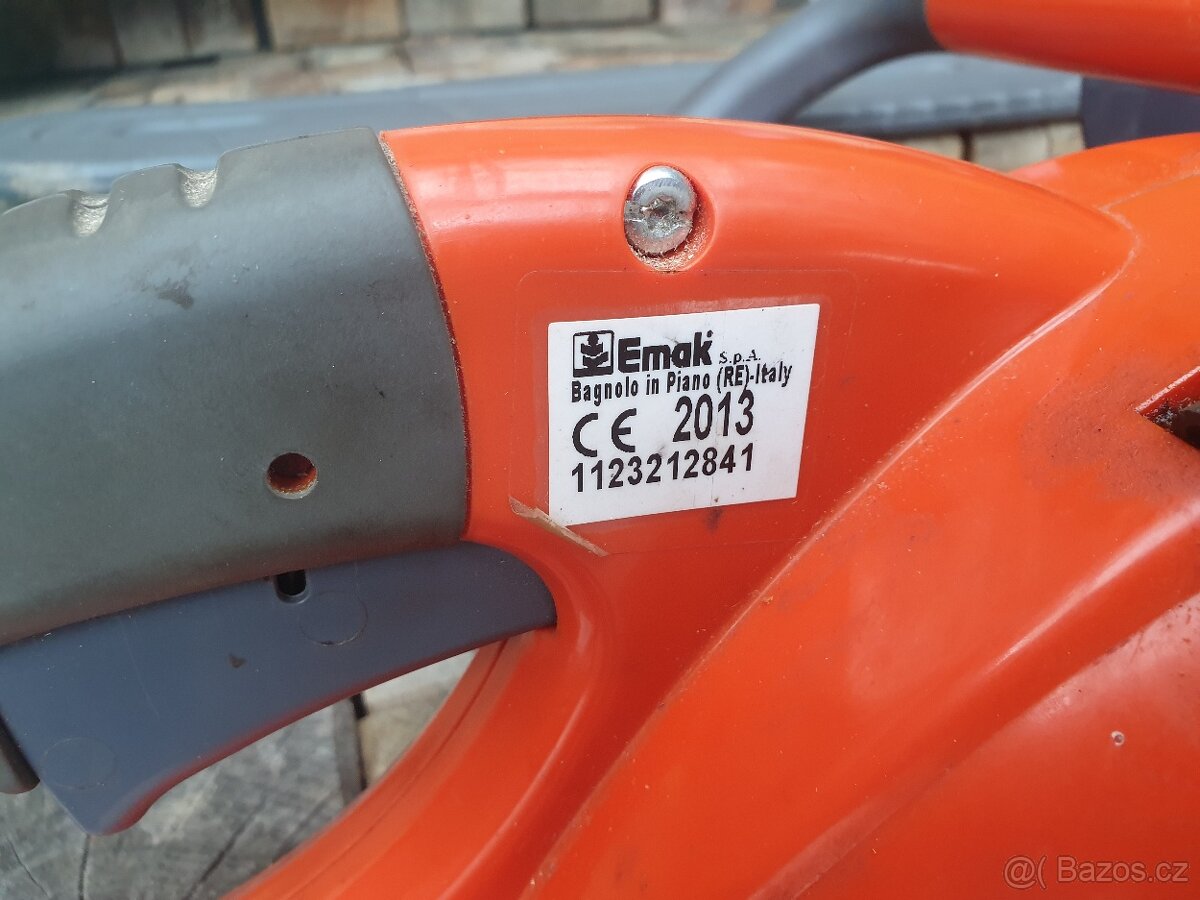 Emak S.p.A.
Bagnolo in Piano (RE)-Italy
CE 2013
1123212841
@( Bazos.cz